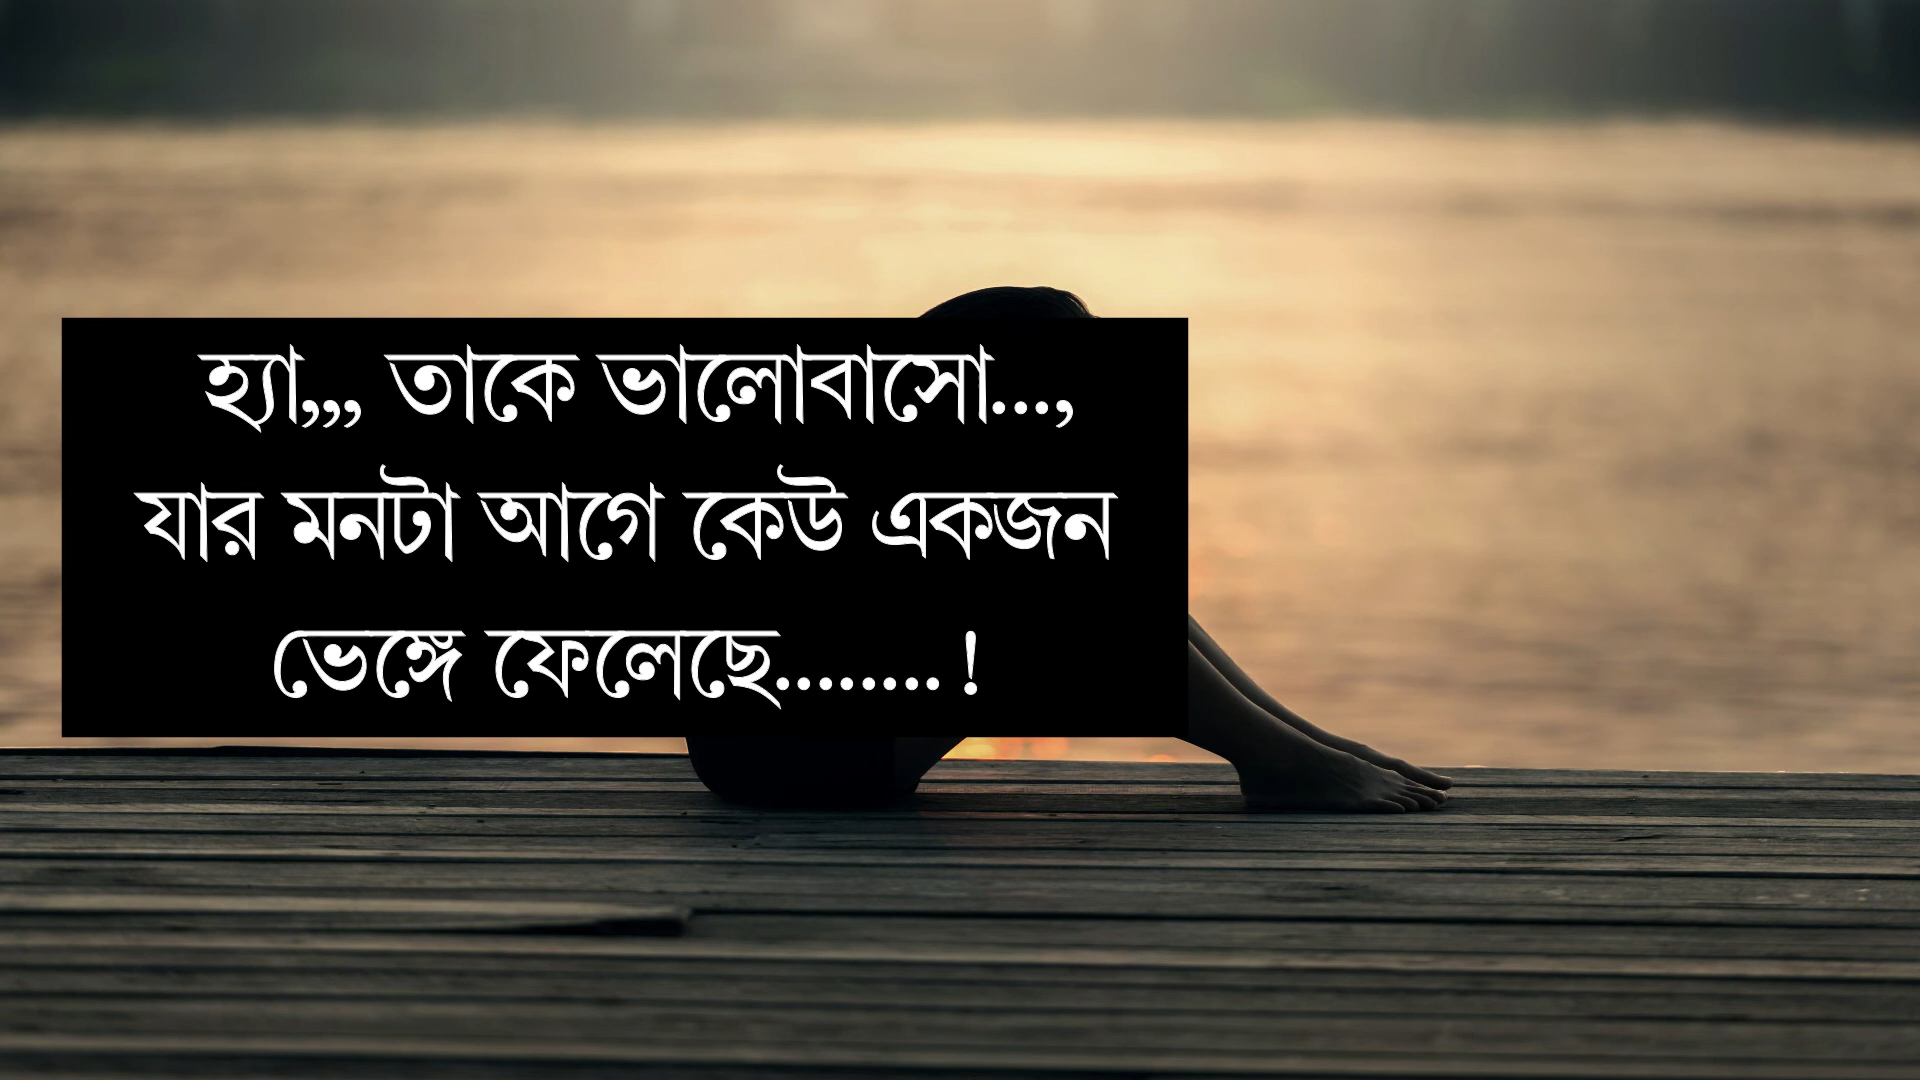 হ্যা,,, তাকে ভালোবাসো...,
যার মনটা আগে কেউ একজন
ভেঙ্গে ফেলেছে........ !